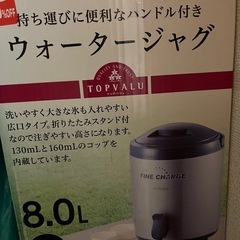 %OFF
持ち運びに便利なハンドル付き
ウォータージャグ
TOPVALU
洗いやすく大きな氷も入れやすい
広口タイプ。折りたたみスタンド付
なので注ぎやすい高さになります。
130mLと160mLのコップを
内蔵しています。
FINE CHARGE
8.0L